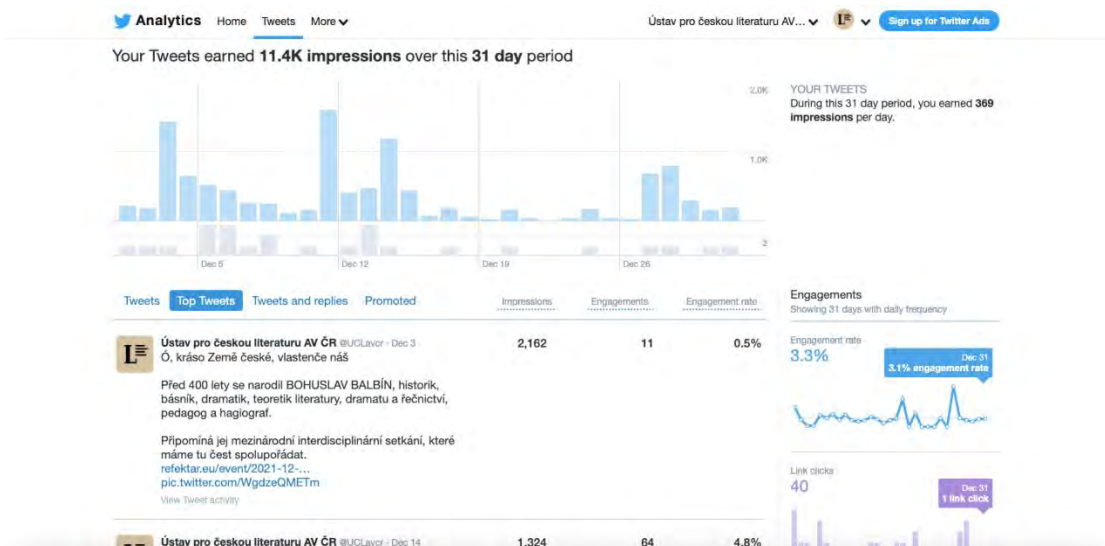 Analytics Home Tweets More
Ústav pro českou literaturu AV...
Sign up for Twitter Ads
Your Tweets earned 11.4K impressions over this 31 day period
2.0K
1.0K
2
Dec 5
Dec 12
Dec 19
Dec 26
YOUR TWEETS
During this 31 day period, you earned 369
impressions per day.
Tweets Top Tweets Tweets and replies Promoted
Impressions Engagements Engagement rate
Ústav pro českou literaturu AV ČR @UCLavcr · Dec 3
2,162 11 0.5%
Ó, kráso Země české, vlastenče náš
Před 400 lety se narodil BOHUSLAV BALBÍN, historik,
básník, dramatik, teoretik literatury, dramatu a řečnictví,
pedagog a hagiograf.
Připomíná jej mezinárodní interdisciplinární setkání, které
máme tu čest spolupořádat.
refektar.eu/event/2021-12-...
pic.twitter.com/WgdzeQMETm
View Tweet activity
Ústav pro českou literaturu AV ČR @UCLavcr · Dec 14
1,324 64 4.8%
Engagements
Showing 31 days with daily frequency
Engagement rate
3.3%
Dec 31
3.1% engagement rate
Link clicks
40
Dec 31
1 link click